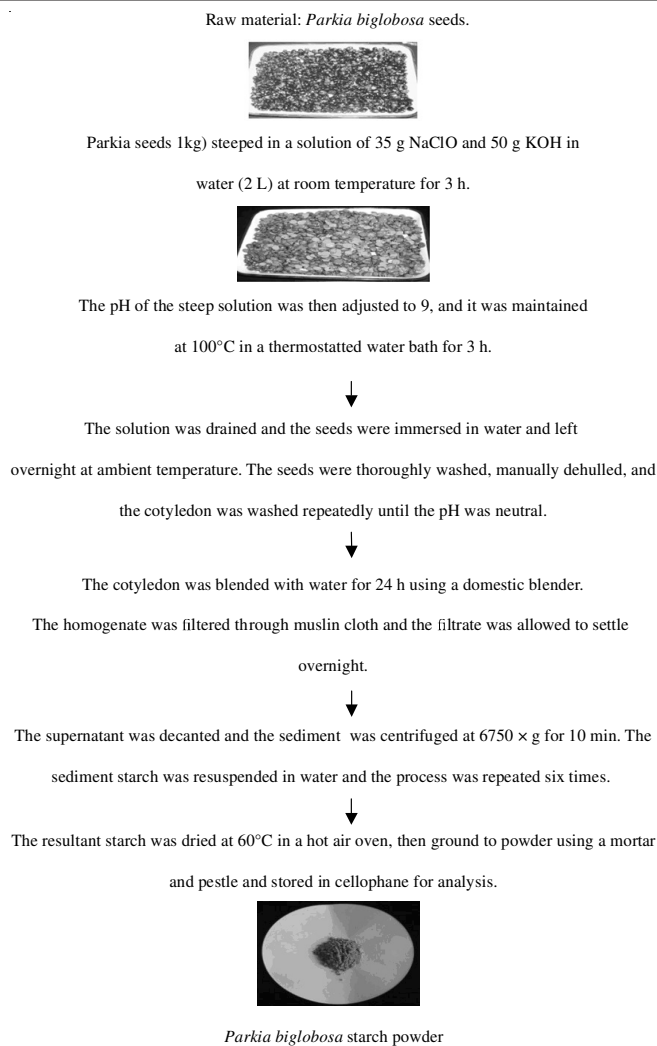 Raw material: Parkia biglobosa seeds.
Parkia seeds 1kg) steeped in a solution of 35 g NaClO and 50 g KOH in
water (2 L) at room temperature for 3 h.
The pH of the steep solution was then adjusted to 9, and it was maintained
at 100°C in a thermostatted water bath for 3 h.
The solution was drained and the seeds were immersed in water and left
overnight at ambient temperature. The seeds were thoroughly washed, manually dehulled, and
the cotyledon was washed repeatedly until the pH was neutral.
The cotyledon was blended with water for 24 h using a domestic blender.
The homogenate was filtered through muslin cloth and the filtrate was allowed to settle
overnight.
The supernatant was decanted and the sediment was centrifuged at 6750 × g for 10 min. The
sediment starch was resuspended in water and the process was repeated six times.
The resultant starch was dried at 60°C in a hot air oven, then ground to powder using a mortar
and pestle and stored in cellophane for analysis.
Parkia biglobosa starch powder